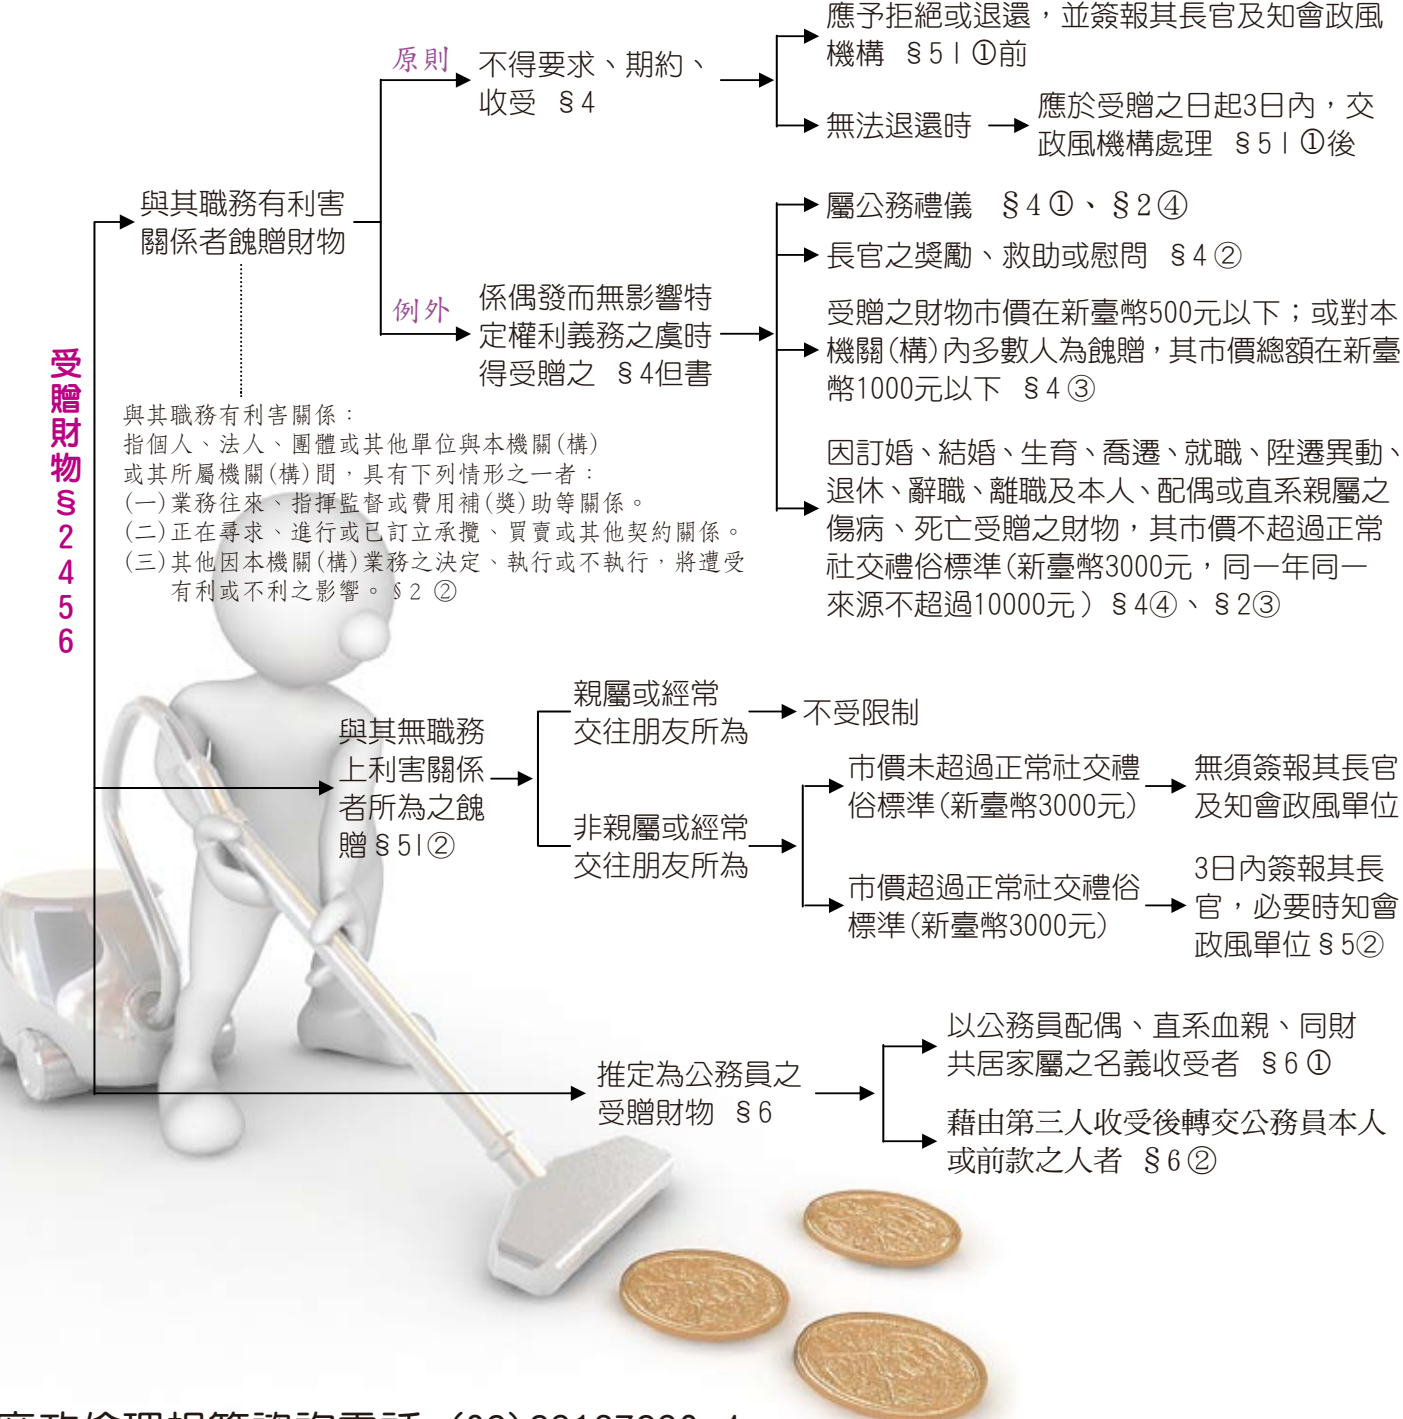 受贈財物§2456
與其職務有利害
關係者餽贈財物
原則
不得要求、期約、
收受 §4
應予拒絕或退還，並簽報其長官及知會政風
機構 §5Ⅰ①前
無法退還時
應於受贈之日起3日內，交
政風機構處理 §5Ⅰ①後
例外
係偶發而無影響特
定權利義務之虞時
得受贈之 §4但書
屬公務禮儀 §4①、§2④
長官之獎勵、救助或慰問 §4②
受贈之財物市價在新臺幣500元以下；或對本
機關(構)內多數人為餽贈，其市價總額在新臺
幣1000元以下 §4③
因訂婚、結婚、生育、喬遷、就職、陞遷異動、
退休、辭職、離職及本人、配偶或直系親屬之
傷病、死亡受贈之財物，其市價不超過正常
社交禮俗標準(新臺幣3000元，同一年同一
來源不超過10000元) §4④、§2③
與其職務有利害關係：
指個人、法人、團體或其他單位與本機關(構)
或其所屬機關(構)間，具有下列情形之一者：
(一)業務往來、指揮監督或費用補(獎)助等關係。
(二)正在尋求、進行或已訂立承攬、買賣或其他契約關係。
(三)其他因本機關(構)業務之決定、執行或不執行，將遭受
有利或不利之影響。§2 ②
與其無職務
上利害關係
者所為之餽
贈§5Ⅰ②
親屬或經常
交往朋友所為
不受限制
非親屬或經常
交往朋友所為
市價未超過正常社交禮
俗標準(新臺幣3000元)
無須簽報其長官
及知會政風單位
市價超過正常社交禮俗
標準(新臺幣3000元)
3日內簽報其長
官，必要時知會
政風單位§5②
推定為公務員之
受贈財物 §6
以公務員配偶、直系血親、同財
共居家屬之名義收受者 §6①
藉由第三人收受後轉交公務員本人
或前款之人者 §6②